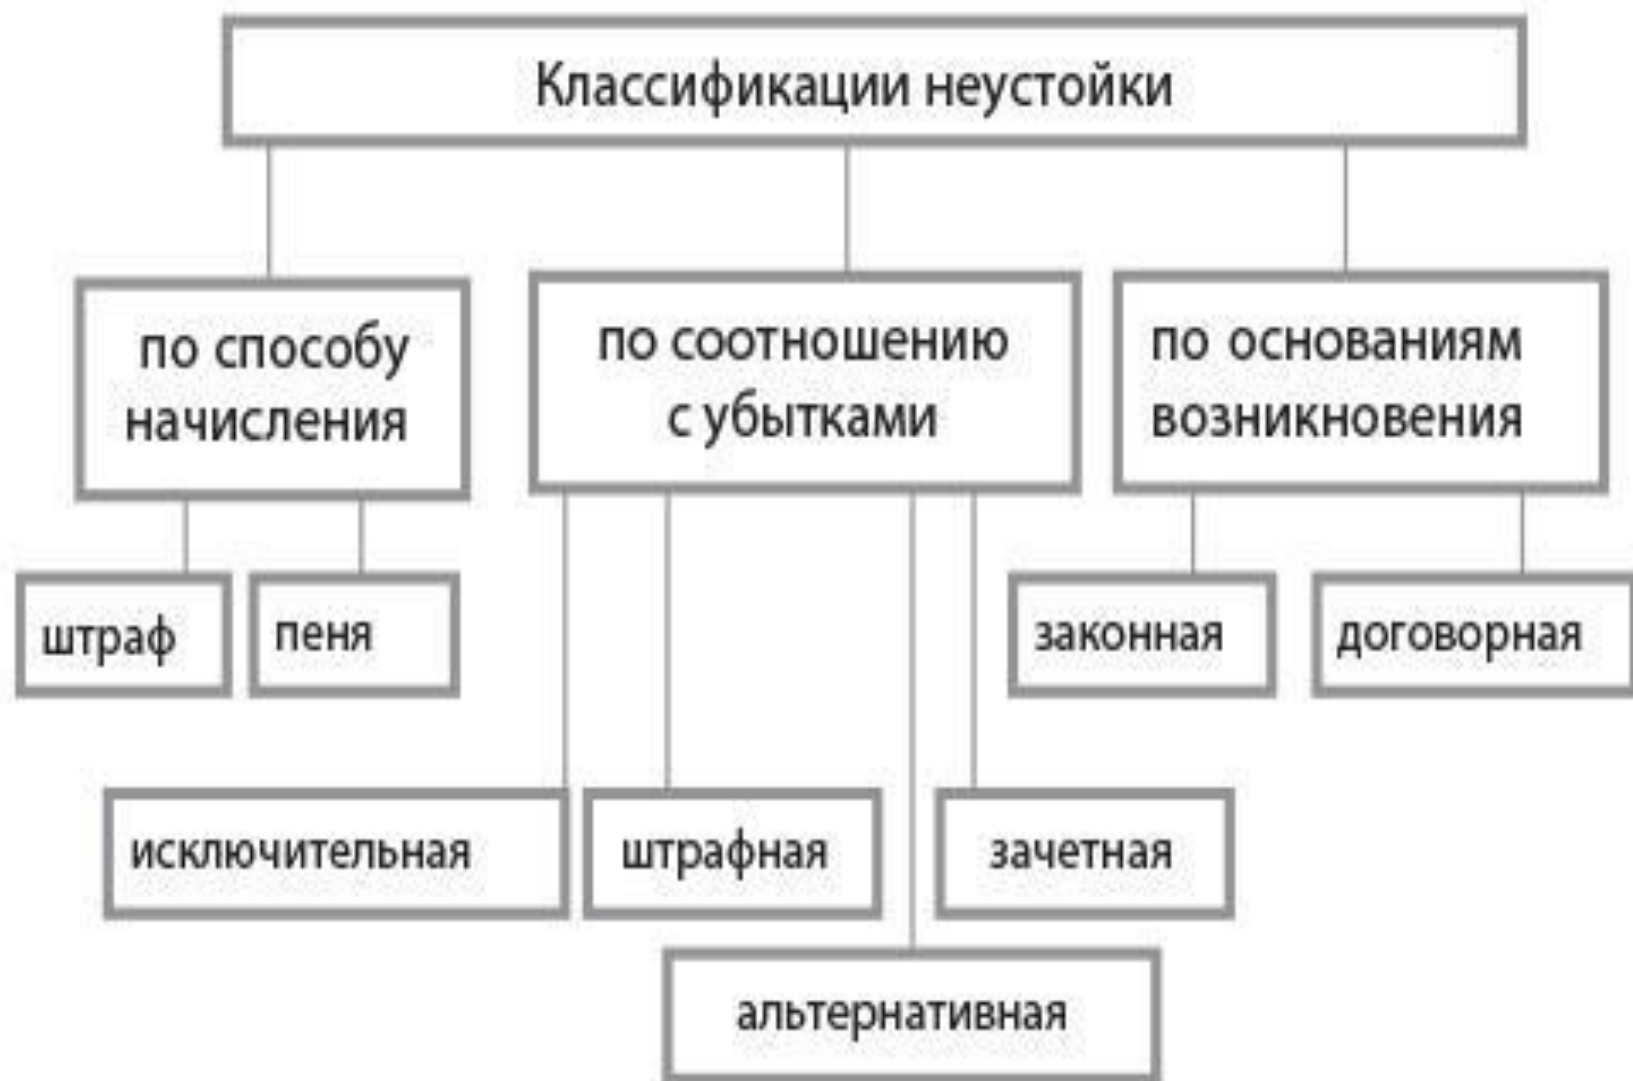 Классификации неустойки
по способу
начисления
по соотношению
с убытками
по основаниям
возникновения
штраф
пеня
законная
договорная
исключительная
штрафная
зачетная
альтернативная